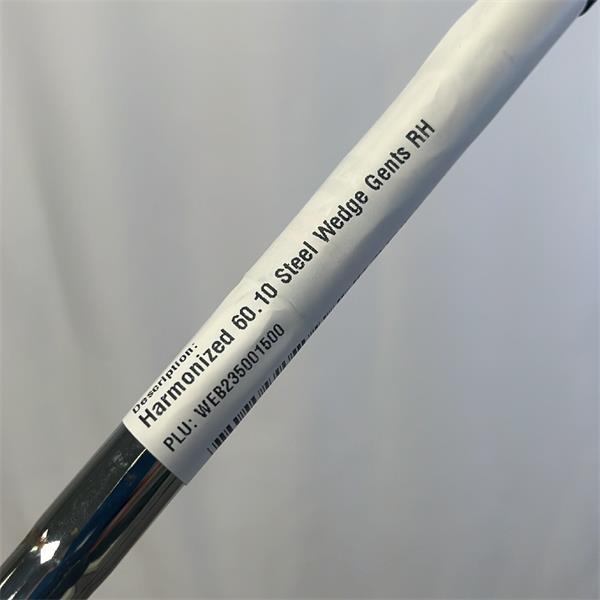 Description:
Harmonized 60.10 Steel Wedge Gents RH
PLU: WEB235001500